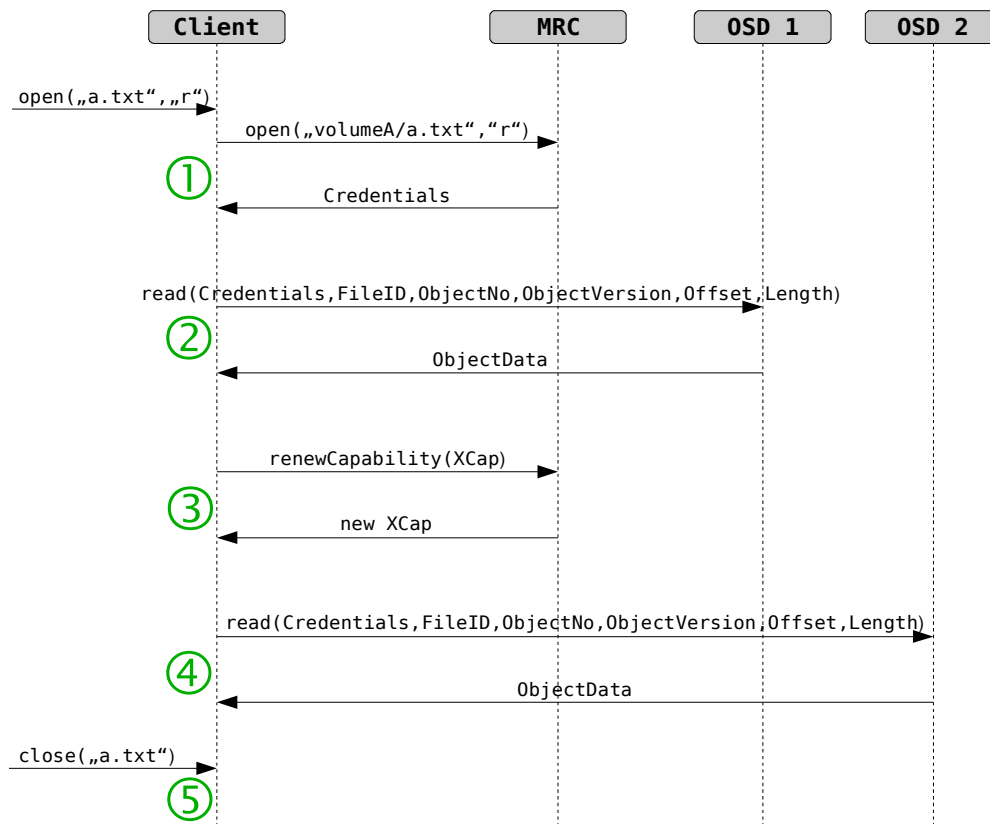 Client MRC OSD 1 OSD 2
open(„a.txt“,„r“)
open(„volumeA/a.txt“,“r“)
①
Credentials
read(Credentials,FileID,ObjectNo,ObjectVersion,Offset,Length)
②
ObjectData
renewCapability(XCap)
③
new XCap
read(Credentials,FileID,ObjectNo,ObjectVersion,Offset,Length)
④
ObjectData
close(„a.txt“)
⑤